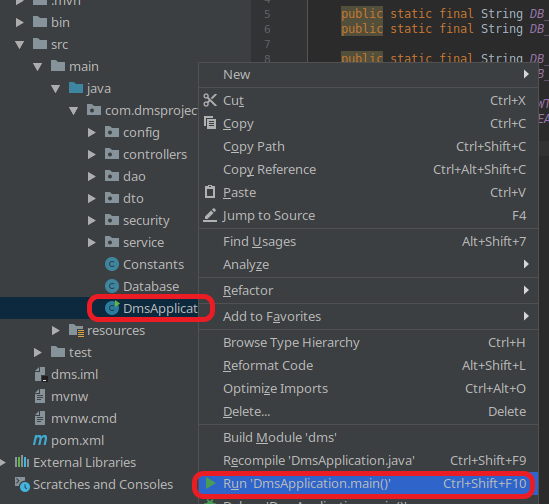 .mvn
bin
src
main
java
com.dmsprojec
config
controllers
dao
dto
security
service
Constants
Database
DmsApplicat
resources
test
dms.iml
mvnw
mvnw.cmd
pom.xml
External Libraries
Scratches and Consoles
5 public static final String DB_
6 public static final String DB_
7
8 public static final String DB_
New
Cut Ctrl+X
Copy Ctrl+C
Copy Path Ctrl+Shift+C
Copy Reference Ctrl+Alt+Shift+C
Paste Ctrl+V
Jump to Source F4
Find Usages Alt+Shift+7
Analyze
Refactor
Add to Favorites
Browse Type Hierarchy Ctrl+H
Reformat Code Alt+Shift+L
Optimize Imports Ctrl+Alt+O
Delete... Delete
Build Module 'dms'
Recompile 'DmsApplication.java' Ctrl+Shift+F9
Run 'DmsApplication.main()' Ctrl+Shift+F10